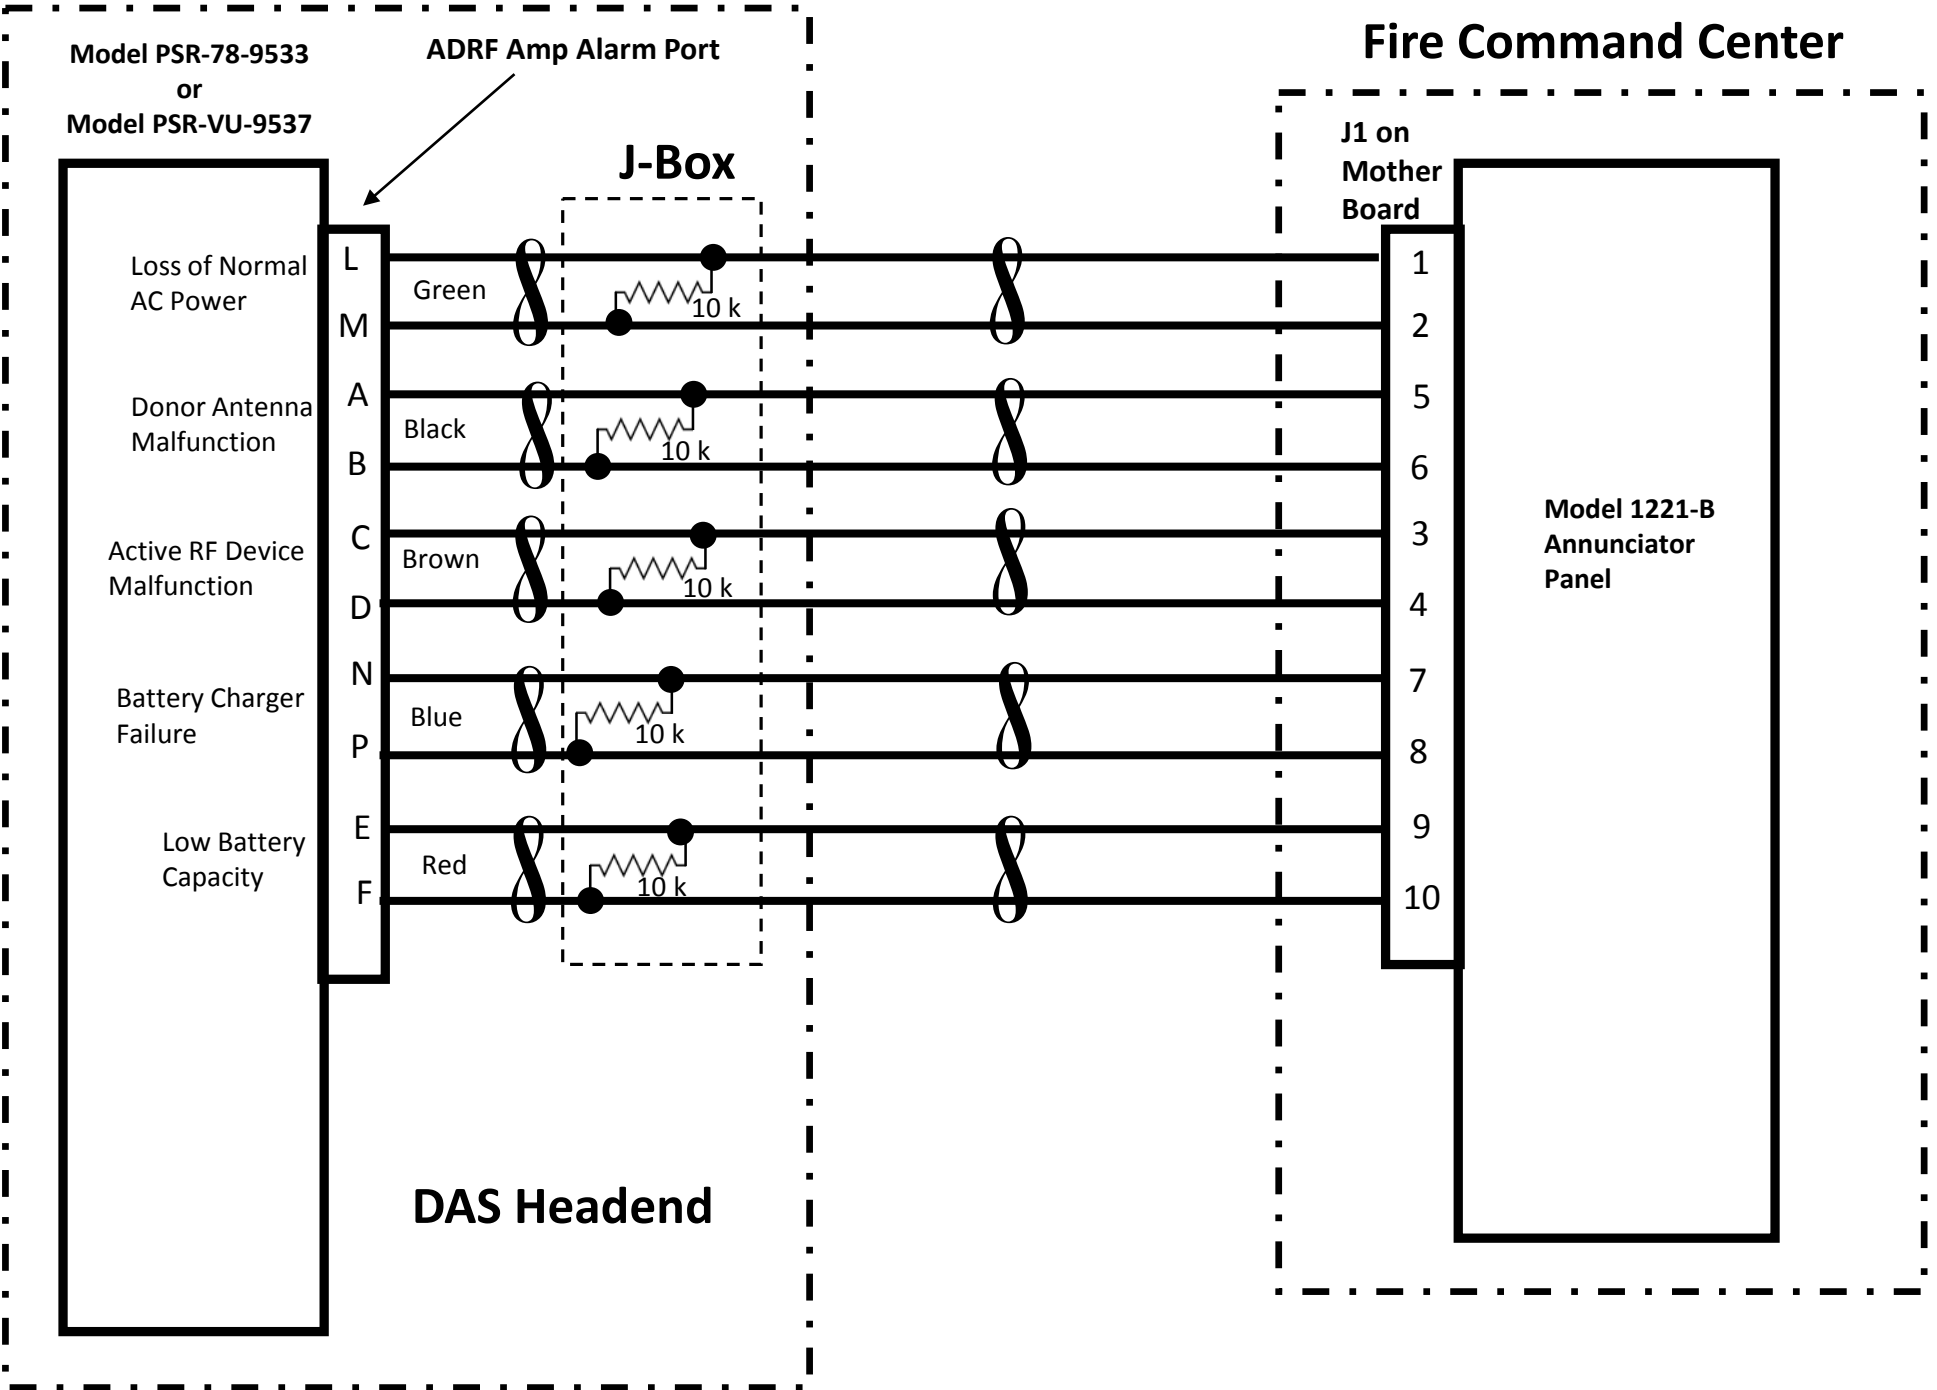 Fire Command Center
Model PSR-78-9533
or
Model PSR-VU-9537
ADRF Amp Alarm Port
J-Box
J1 on
Mother
Board
Loss of Normal
AC Power
L
Green
M
10 k
1
2
Donor Antenna
Malfunction
A
Black
B
10 k
5
6
Active RF Device
Malfunction
C
Brown
D
10 k
3
4
Battery Charger
Failure
N
Blue
P
10 k
7
8
Low Battery
Capacity
E
Red
F
10 k
9
10
Model 1221-B
Annunciator
Panel
DAS Headend